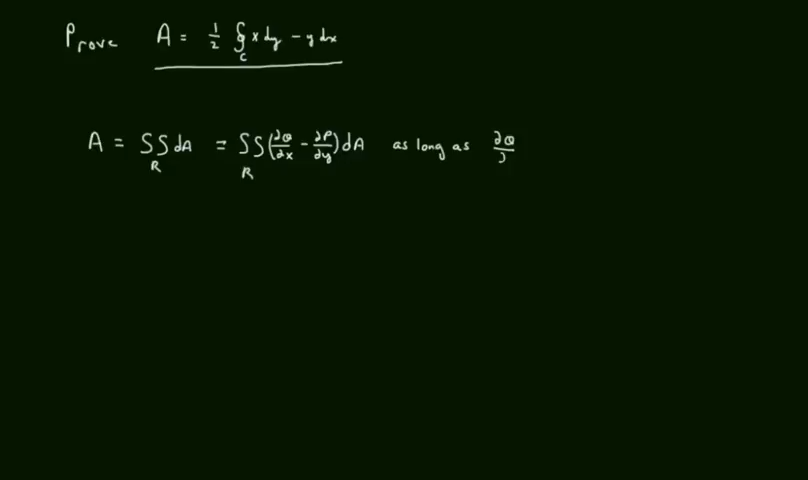 Prove A = ½ ∮_C x dy − y dx
A = ∫∫_R dA = ∫∫_R (∂Q/∂x − ∂P/∂y) dA as long as ∂Q/